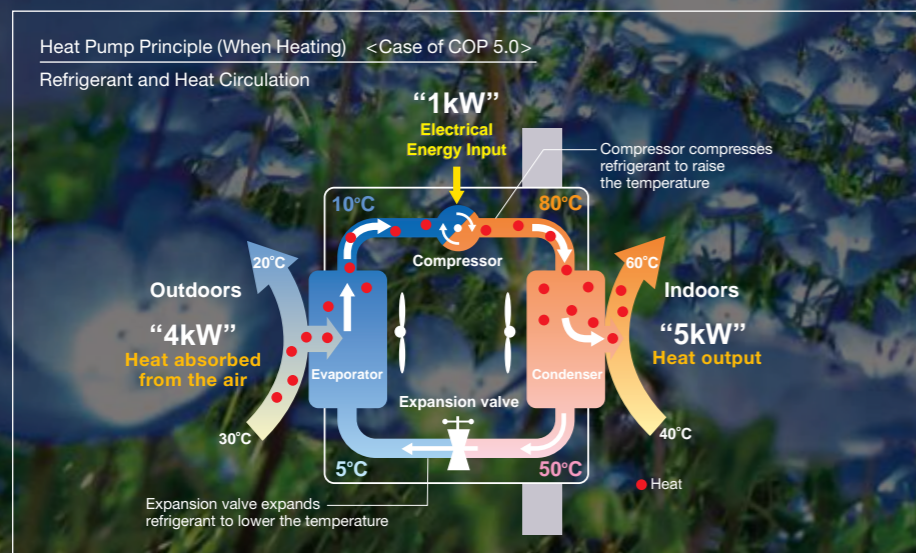 Heat Pump Principle (When Heating) <Case of COP 5.0>
Refrigerant and Heat Circulation
“1kW”
Electrical
Energy Input
Compressor compresses
refrigerant to raise
the temperature
10°C
80°C
Compressor
20°C
60°C
Outdoors
Indoors
“4kW”
Heat absorbed
from the air
“5kW”
Heat output
Evaporator
Condenser
Expansion valve
30°C
40°C
5°C
50°C
Heat
Expansion valve expands
refrigerant to lower the temperature